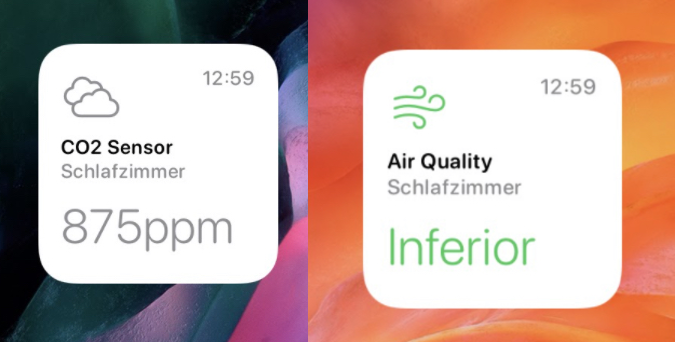 12:59
CO2 Sensor
Schlafzimmer
875ppm
12:59
Air Quality
Schlafzimmer
Inferior